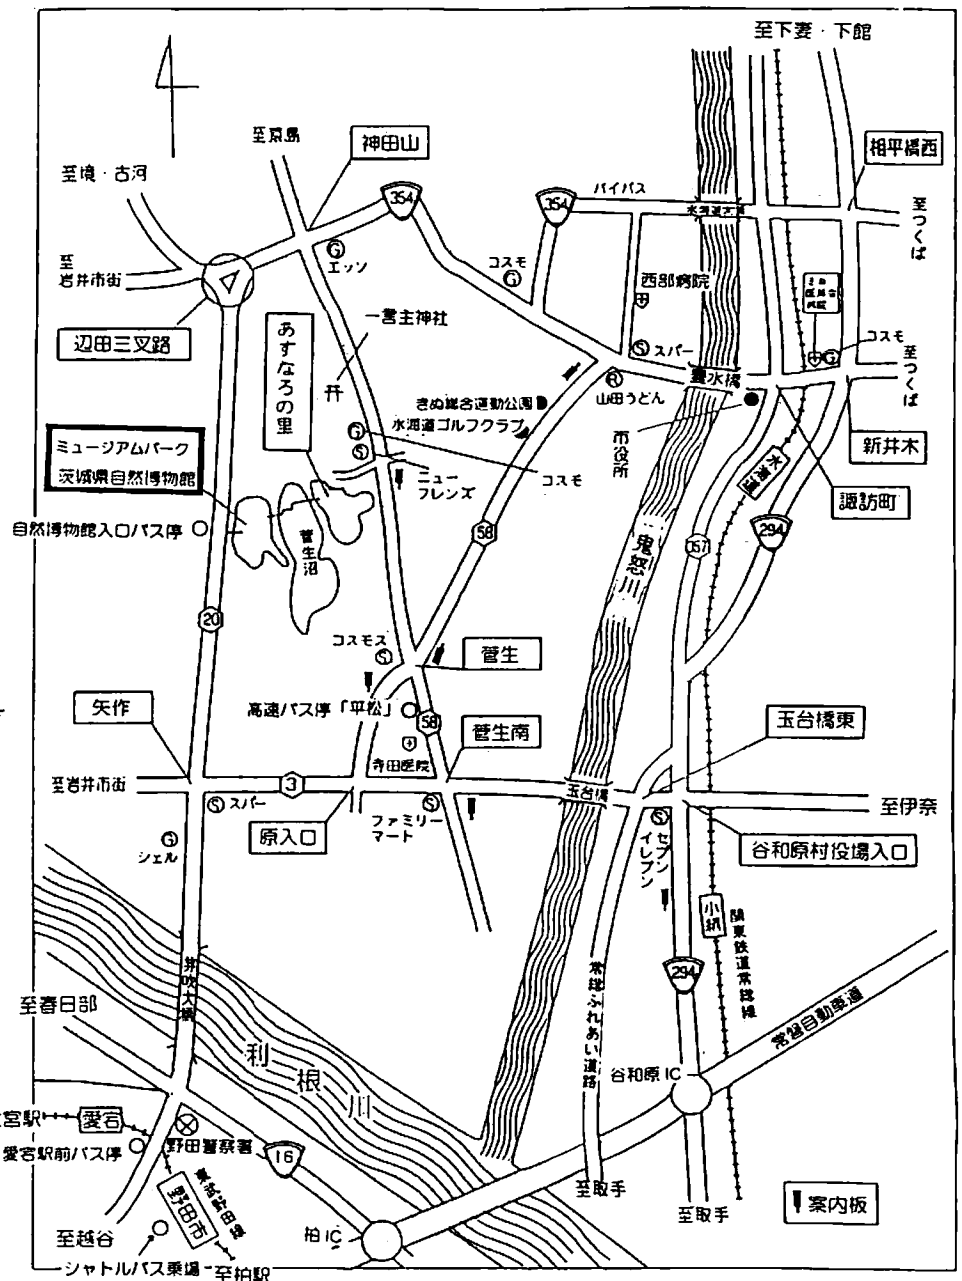 至下妻・下館
至京島
神田山
至境・古河
相平橋西
354
354
バイパス
水海道大橋
至つくば
至岩井市街
エッソ
コスモ
西部病院
辺田三叉路
あすなろの里
一言主神社
スパー
コスモ
至つくば
豊水橋
山田うどん
きぬ総合運動公園
水海道ゴルフクラブ
市役所
新井木
ミュージアムパーク
茨城県自然博物館
ニューフレンズ
コスモ
水海道
諏訪町
自然博物館入口バス停
菅生沼
58
鬼怒川
357
294
20
コスモス
菅生
矢作
高速バス停「平松」
58
菅生南
玉台橋東
寺田医院
至岩井市街
3
玉台橋
至伊奈
スパー
原入口
ファミリーマート
セブンイレブン
谷和原村役場入口
シェル
小絹
関東鉄道常総線
芽吹大橋
294
至春日部
常総ふれあい道路
常磐自動車道
利根川
谷和原IC
宮駅
愛宕
愛宕駅前バス停
野田警察署
16
東武野田線
野田市
至取手
至取手
案内板
至越谷
柏IC
シャトルバス乗場
至柏駅